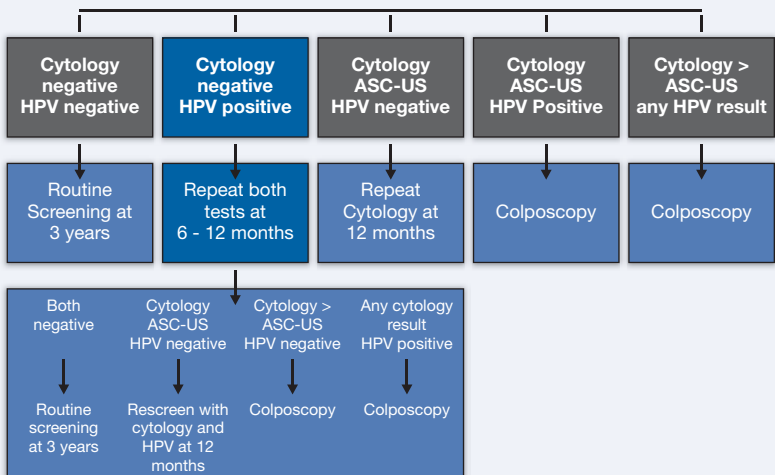 Cytology
negative
HPV negative
Cytology
negative
HPV positive
Cytology
ASC-US
HPV negative
Cytology
ASC-US
HPV Positive
Cytology >
ASC-US
any HPV result
Routine
Screening at
3 years
Repeat both
tests at
6 - 12 months
Repeat
Cytology at
12 months
Colposcopy
Colposcopy
Both
negative
Cytology
ASC-US
HPV negative
Cytology >
ASC-US
HPV negative
Any cytology
result
HPV positive
Routine
screening
at 3 years
Rescreen with
cytology and
HPV at 12
months
Colposcopy
Colposcopy